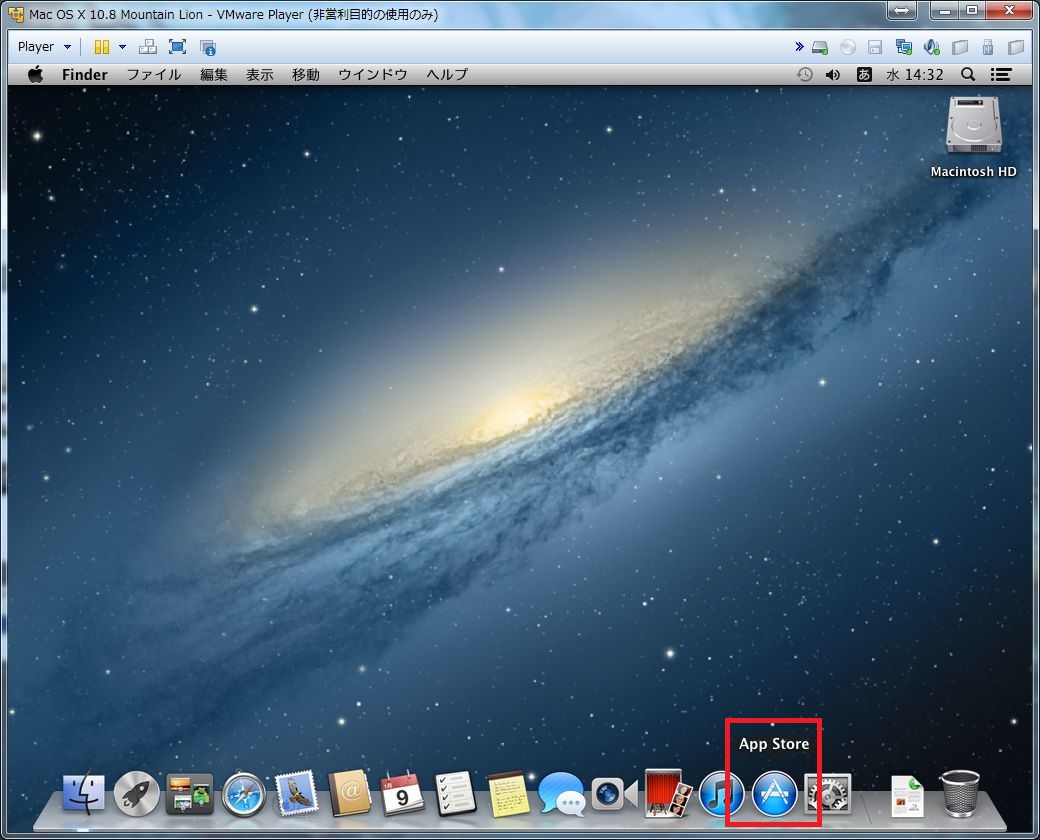 Mac OS X 10.8 Mountain Lion - VMware Player (非営利目的の使用のみ)
Player
Finder ファイル 編集 表示 移動 ウインドウ ヘルプ あ 水 14:32
Macintosh HD
App Store
9